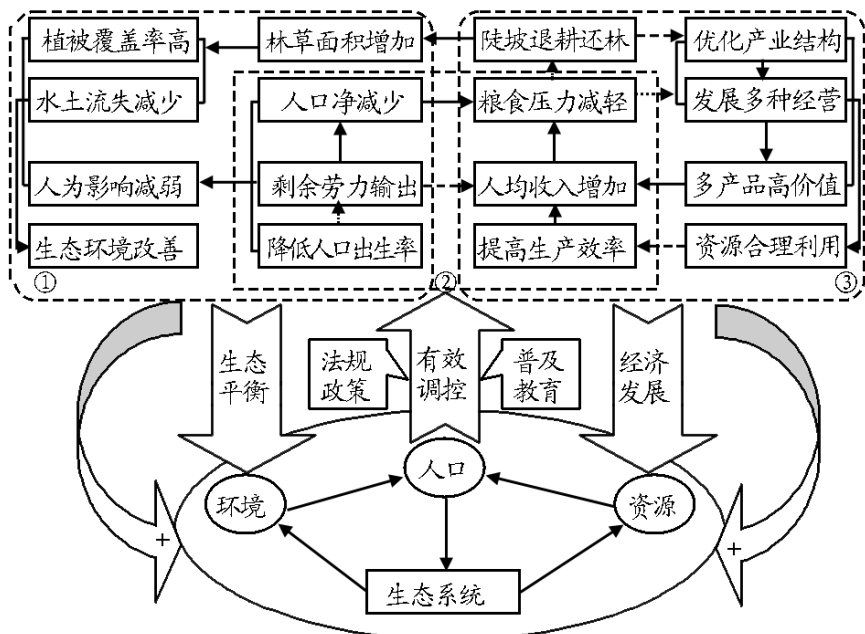 植被覆盖率高
林草面积增加
陡坡退耕还林
优化产业结构
水土流失减少
人口净减少
粮食压力减轻
发展多种经营
人为影响减弱
剩余劳力输出
人均收入增加
多产品高价值
生态环境改善
降低人口出生率
提高生产效率
资源合理利用
①
②
③
生态
平衡
法规
政策
有效
调控
普及
教育
经济
发展
人口
环境
资源
生态系统
+
+